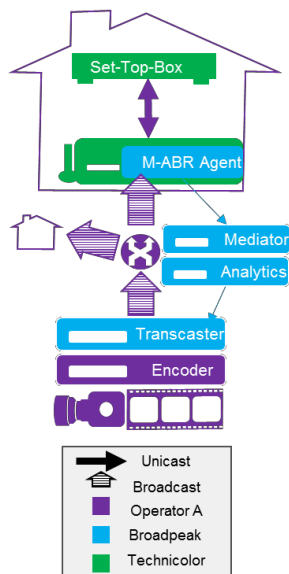 Set-Top-Box
M-ABR Agent
Mediator
Analytics
Transcaster
Encoder
Unicast
Broadcast
Operator A
Broadpeak
Technicolor